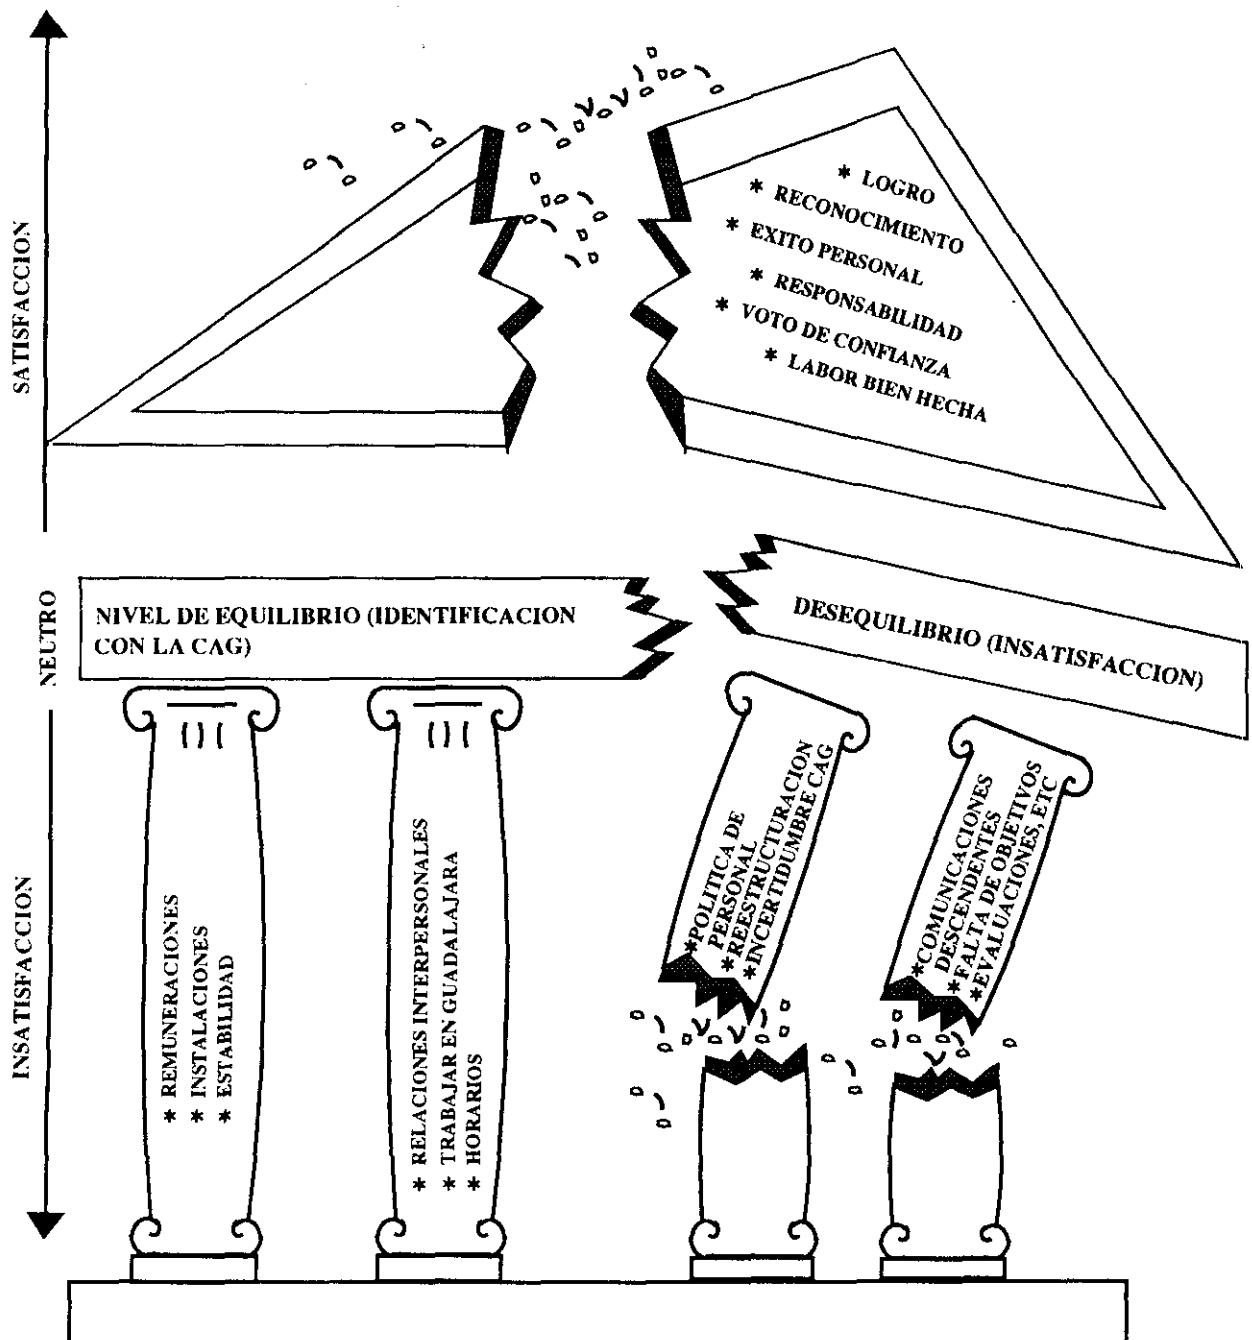 SATISFACCION
* LOGRO
* RECONOCIMIENTO
* EXITO PERSONAL
* RESPONSABILIDAD
* VOTO DE CONFIANZA
* LABOR BIEN HECHA
NEUTRO
NIVEL DE EQUILIBRIO (IDENTIFICACION
CON LA CAG)
DESEQUILIBRIO (INSATISFACCION)
INSATISFACCION
* REMUNERACIONES
* INSTALACIONES
* ESTABILIDAD
* RELACIONES INTERPERSONALES
* TRABAJAR EN GUADALAJARA
* HORARIOS
*POLITICA DE
PERSONAL
*REESTRUCTURACION
*INCERTIDUMBRE CAG
*COMUNICACIONES
DESCENDENTES
*FALTA DE OBJETIVOS
*EVALUACIONES, ETC